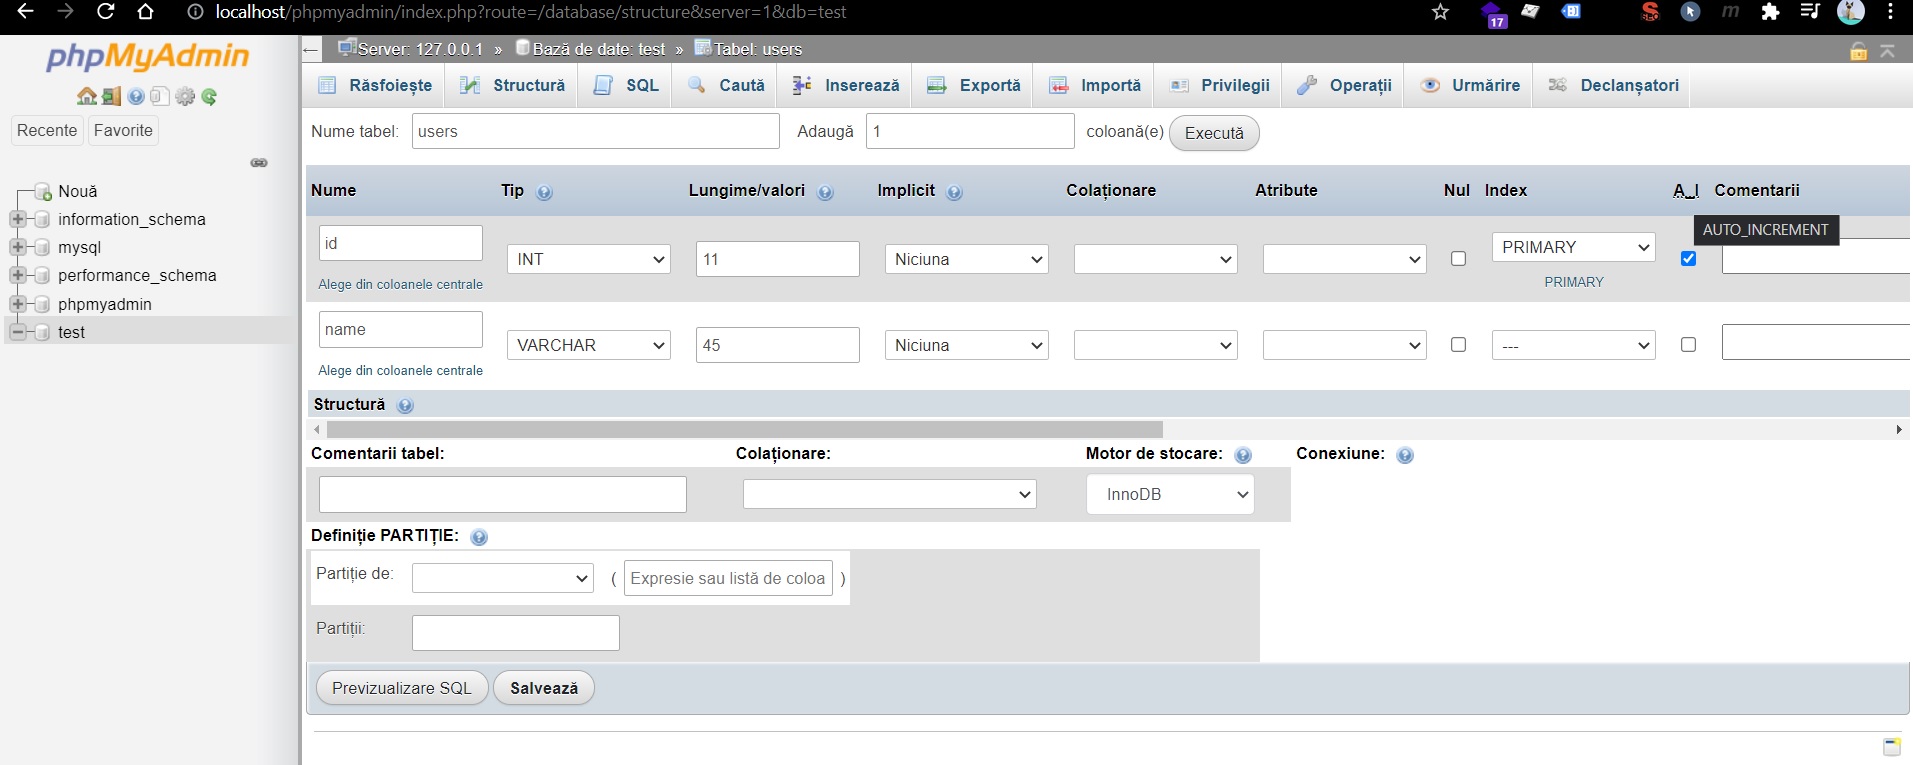 localhost/phpmyadmin/index.php?route=/database/structure&server=1&db=test
17
SEO
m
phpMyAdmin
Recente Favorite
Nouă
information_schema
mysql
performance_schema
phpmyadmin
test
Server: 127.0.0.1 » Bază de date: test » Tabel: users
Răsfoiește Structură SQL Caută Inserează Exportă Importă Privilegii Operații Urmărire Declanșatori
Nume tabel: users Adaugă 1 coloană(e) Execută
Nume Tip Lungime/valori Implicit Colaționare Atribute Nul Index A_I Comentarii
AUTO_INCREMENT
id INT 11 Niciuna PRIMARY
Alege din coloanele centrale PRIMARY
name VARCHAR 45 Niciuna ---
Alege din coloanele centrale
Structură
Comentarii tabel: Colaționare: Motor de stocare: Conexiune:
InnoDB
Definiție PARTIȚIE:
Partiție de: ( Expresie sau listă de coloa )
Partiții:
Previzualizare SQL Salvează